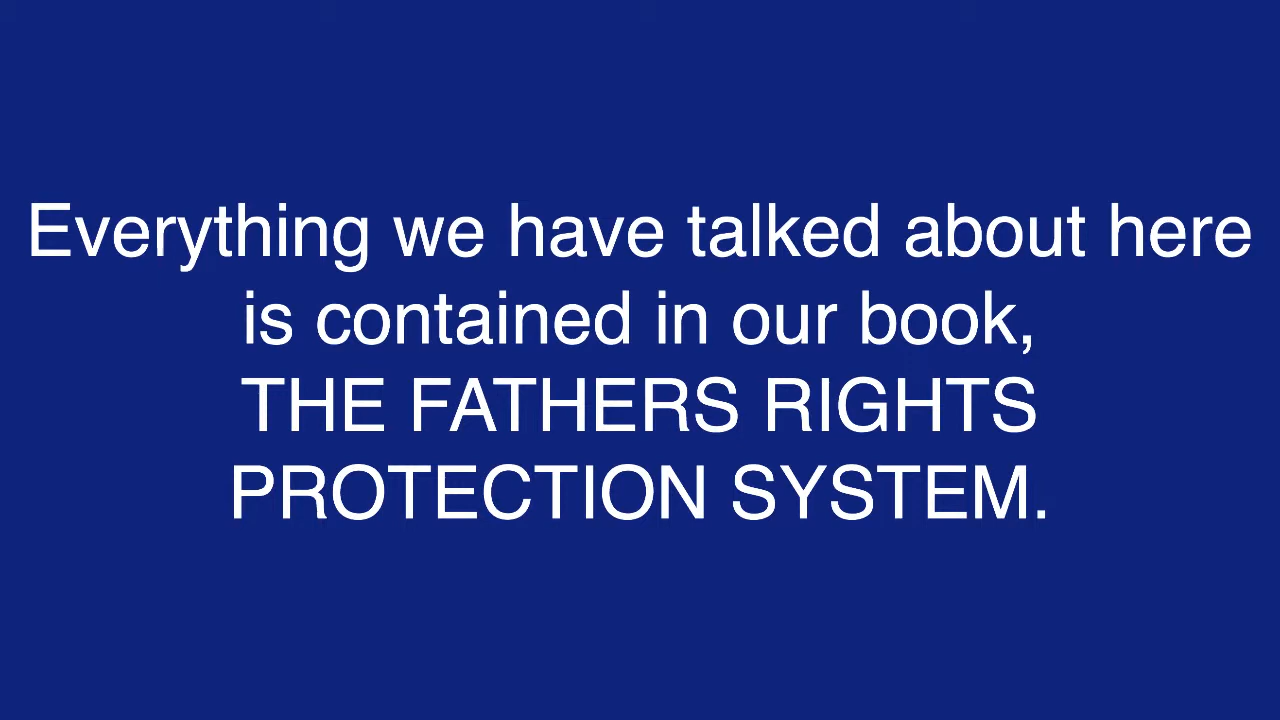 Everything we have talked about here
is contained in our book,
THE FATHERS RIGHTS
PROTECTION SYSTEM.